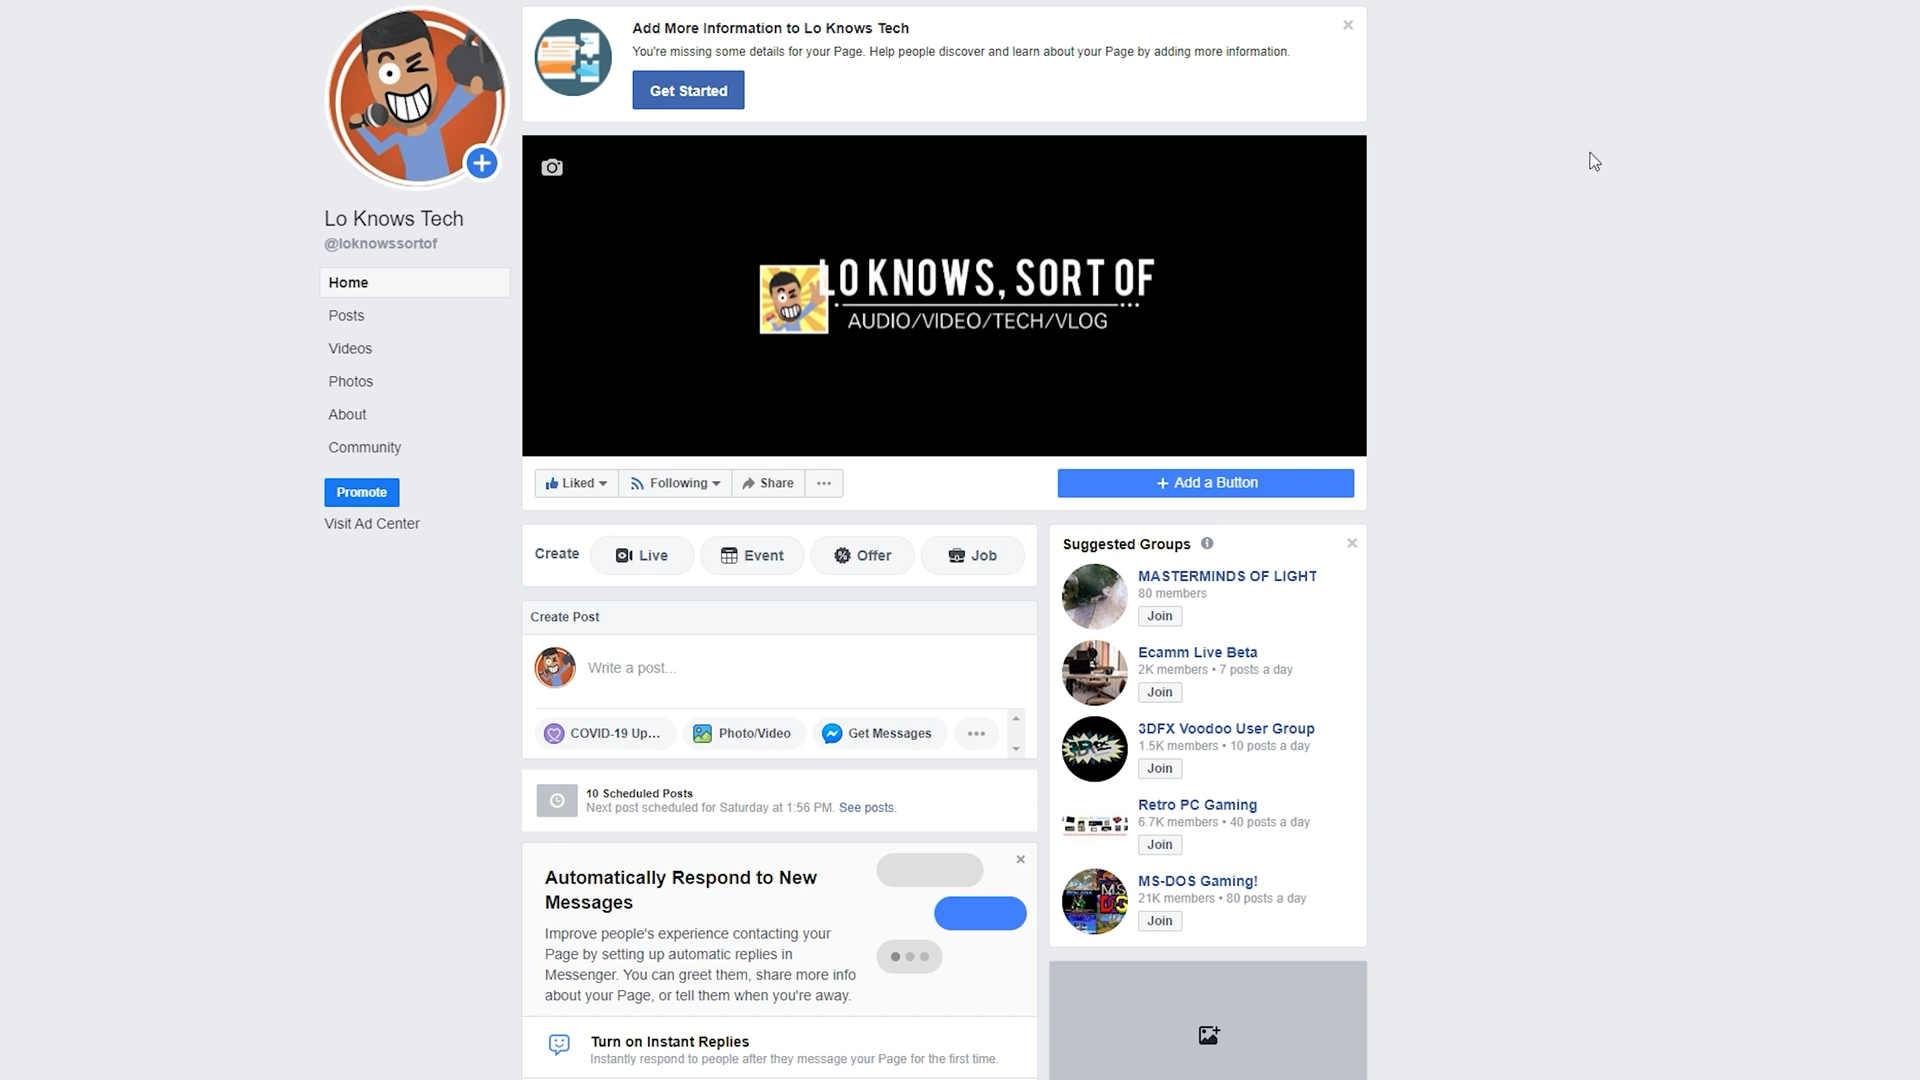 Lo Knows Tech
@loknowssortof
Home
Posts
Videos
Photos
About
Community
Promote
Visit Ad Center
Add More Information to Lo Knows Tech
You're missing some details for your Page. Help people discover and learn about your Page by adding more information.
Get Started
LO KNOWS, SORT OF
AUDIO/VIDEO/TECH/VLOG
Liked
Following
Share
+ Add a Button
Create
Live
Event
Offer
Job
Create Post
Write a post...
COVID-19 Up...
Photo/Video
Get Messages
10 Scheduled Posts
Next post scheduled for Saturday at 1:56 PM. See posts.
Automatically Respond to New
Messages
Improve people's experience contacting your
Page by setting up automatic replies in
Messenger. You can greet them, share more info
about your Page, or tell them when you're away.
Turn on Instant Replies
Instantly respond to people after they message your Page for the first time.
Suggested Groups
MASTERMINDS OF LIGHT
80 members
Join
Ecamm Live Beta
2K members • 7 posts a day
Join
3DFX Voodoo User Group
1.5K members • 10 posts a day
Join
Retro PC Gaming
6.7K members • 40 posts a day
Join
MS-DOS Gaming!
21K members • 80 posts a day
Join